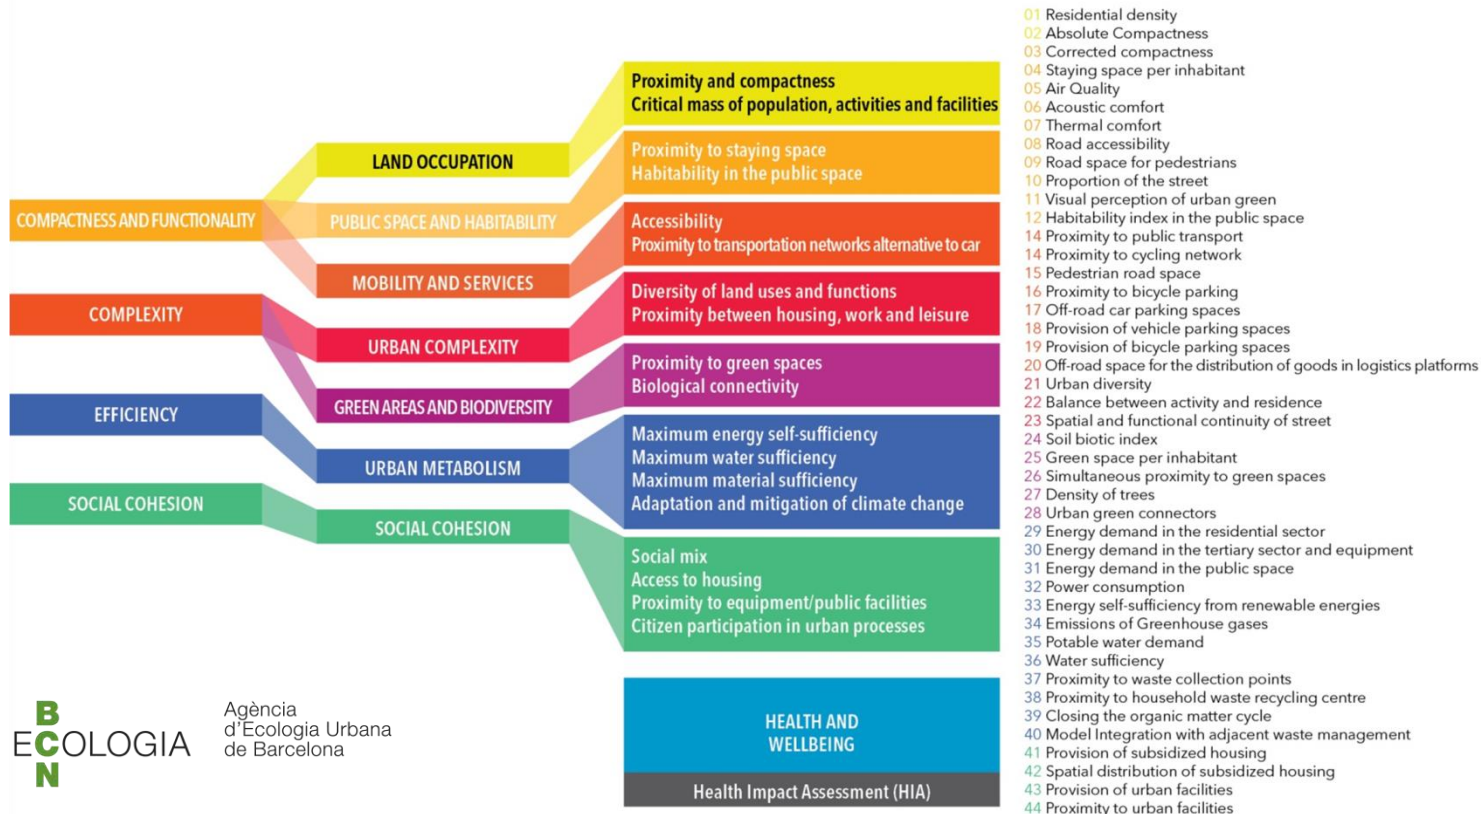 COMPACTNESS AND FUNCTIONALITY
COMPLEXITY
EFFICIENCY
SOCIAL COHESION
LAND OCCUPATION
PUBLIC SPACE AND HABITABILITY
MOBILITY AND SERVICES
URBAN COMPLEXITY
GREEN AREAS AND BIODIVERSITY
URBAN METABOLISM
SOCIAL COHESION
Proximity and compactness
Critical mass of population, activities and facilities
Proximity to staying space
Habitability in the public space
Accessibility
Proximity to transportation networks alternative to car
Diversity of land uses and functions
Proximity between housing, work and leisure
Proximity to green spaces
Biological connectivity
Maximum energy self-sufficiency
Maximum water sufficiency
Maximum material sufficiency
Adaptation and mitigation of climate change
Social mix
Access to housing
Proximity to equipment/public facilities
Citizen participation in urban processes
HEALTH AND
WELLBEING
Health Impact Assessment (HIA)
01 Residential density
02 Absolute Compactness
03 Corrected compactness
04 Staying space per inhabitant
05 Air Quality
06 Acoustic comfort
07 Thermal comfort
08 Road accessibility
09 Road space for pedestrians
10 Proportion of the street
11 Visual perception of urban green
12 Habitability index in the public space
14 Proximity to public transport
14 Proximity to cycling network
15 Pedestrian road space
16 Proximity to bicycle parking
17 Off-road car parking spaces
18 Provision of vehicle parking spaces
19 Provision of bicycle parking spaces
20 Off-road space for the distribution of goods in logistics platforms
21 Urban diversity
22 Balance between activity and residence
23 Spatial and functional continuity of street
24 Soil biotic index
25 Green space per inhabitant
26 Simultaneous proximity to green spaces
27 Density of trees
28 Urban green connectors
29 Energy demand in the residential sector
30 Energy demand in the tertiary sector and equipment
31 Energy demand in the public space
32 Power consumption
33 Energy self-sufficiency from renewable energies
34 Emissions of Greenhouse gases
35 Potable water demand
36 Water sufficiency
37 Proximity to waste collection points
38 Proximity to household waste recycling centre
39 Closing the organic matter cycle
40 Model Integration with adjacent waste management
41 Provision of subsidized housing
42 Spatial distribution of subsidized housing
43 Provision of urban facilities
44 Proximity to urban facilities
BCN
ECOLOGIA
Agència
d'Ecologia Urbana
de Barcelona